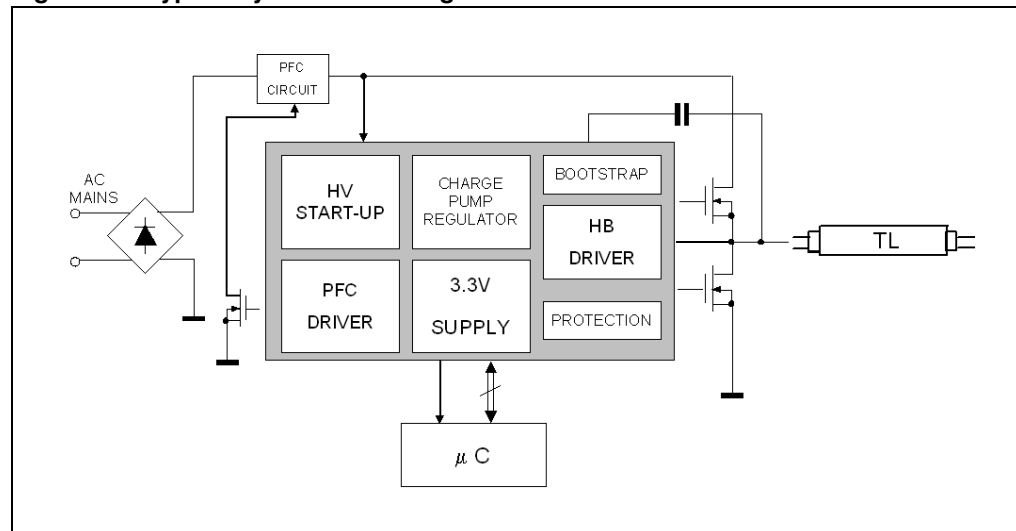 PFC
CIRCUIT
AC
MAINS
HV
START-UP
CHARGE
PUMP
REGULATOR
BOOTSTRAP
HB
DRIVER
PFC
DRIVER
3.3V
SUPPLY
PROTECTION
TL
μ C